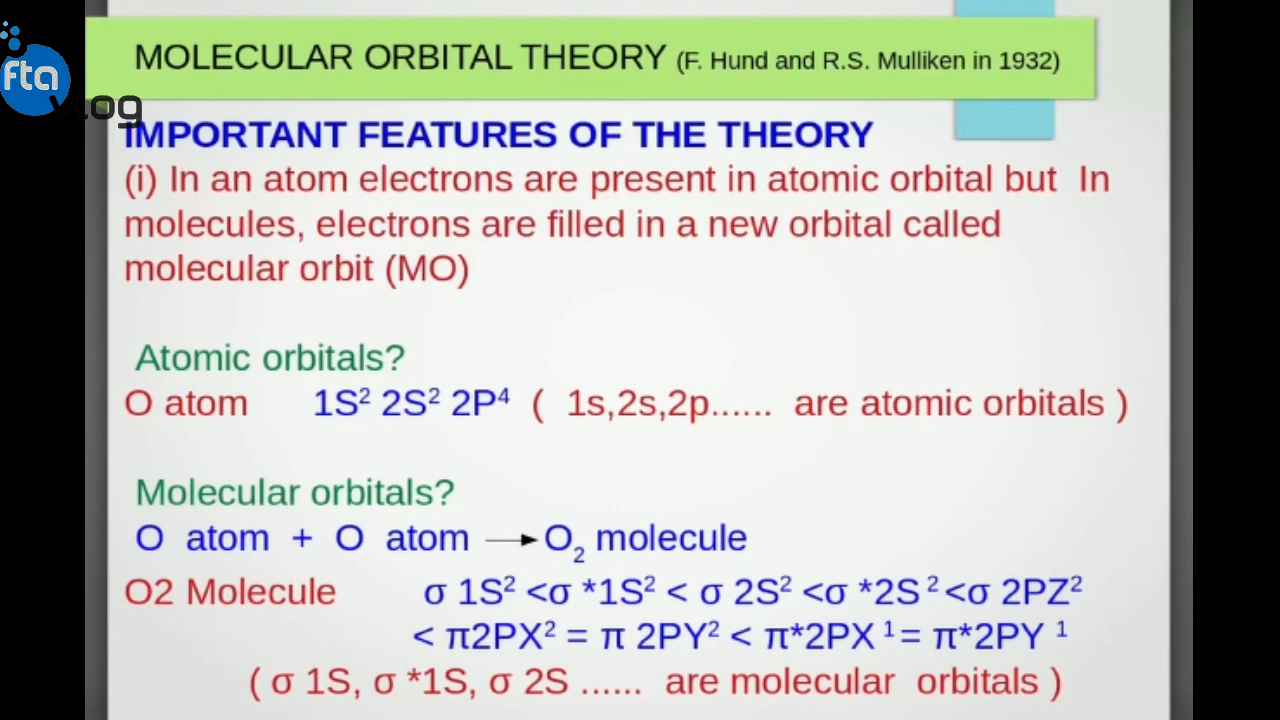 MOLECULAR ORBITAL THEORY (F. Hund and R.S. Mulliken in 1932)
fta
vlog
IMPORTANT FEATURES OF THE THEORY
(i) In an atom electrons are present in atomic orbital but In
molecules, electrons are filled in a new orbital called
molecular orbit (MO)
Atomic orbitals?
O atom 1S² 2S² 2P⁴ ( 1s,2s,2p...... are atomic orbitals )
Molecular orbitals?
O atom + O atom → O₂ molecule
O2 Molecule σ 1S² <σ *1S² < σ 2S² <σ *2S ² <σ 2PZ²
< π2PX² = π 2PY² < π*2PX ¹ = π*2PY ¹
( σ 1S, σ *1S, σ 2S ...... are molecular orbitals )